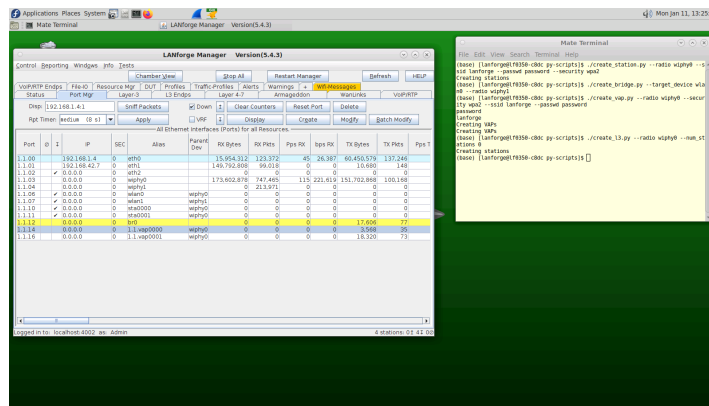 Applications Places System
Mon Jan 11, 13:25
Mate Terminal
LANforge Manager Version(5.4.3)
LANforge Manager Version(5.4.3)
Control Reporting Windows Info Tests
Chamber View Stop All Restart Manager Refresh HELP
VoIP/RTP Endps File-IO Resource Mgr DUT Profiles Traffic-Profiles Alerts Warnings + Wifi-Messages
Status Port Mgr Layer-3 L3 Endps Layer 4-7 Armageddon WanLinks VoIP/RTP
Disp: 192.168.1.4:1 Sniff Packets Down Clear Counters Reset Port Delete
Rpt Timer: medium (8 s) Apply VRF Display Create Modify Batch Modify
All Ethernet Interfaces (Ports) for all Resources.
Port IP SEC Alias Parent Dev RX Bytes RX Pkts Pps RX bps RX TX Bytes TX Pkts Pps T
1.1.00 192.168.1.4 0 eth0 15,954,312 123,372 45 26,387 60,450,579 137,246
1.1.01 192.168.42.7 0 eth1 149,792,808 99,018 0 0 10,680 148
1.1.02 0.0.0.0 0 eth2 0 0 0 0 0 0
1.1.03 0.0.0.0 0 wiphy0 173,602,878 747,465 115 221,619 151,702,868 100,168
1.1.04 0.0.0.0 0 wiphy1 0 213,971 0 0 0 0
1.1.06 0.0.0.0 0 wlan0 wiphy0 0 0 0 0 0 0
1.1.07 0.0.0.0 0 wlan1 wiphy1 0 0 0 0 0 0
1.1.10 0.0.0.0 0 sta0000 wiphy0 0 0 0 0 0 0
1.1.11 0.0.0.0 0 sta0001 wiphy0 0 0 0 0 0 0
1.1.12 0.0.0.0 0 br0 0 0 0 0 17,606 77
1.1.14 0.0.0.0 0 1.1.vap0000 wiphy0 0 0 0 0 3,568 35
1.1.16 0.0.0.0 0 1.1.vap0001 wiphy0 0 0 0 0 18,320 73
Logged in to: localhost:4002 as: Admin
4 stations: 0
Mate Terminal
File Edit View Search Terminal Help
(base) [lanforge@lf0350-c8dc py-scripts]$ ./create_station.py --radio wiphy0 --s
sid lanforge --passwd password --security wpa2
Creating stations
(base) [lanforge@lf0350-c8dc py-scripts]$ ./create_bridge.py --target_device wla
n0 --radio wiphy1
(base) [lanforge@lf0350-c8dc py-scripts]$ ./create_vap.py --radio wiphy0 --secur
ity wpa2 --ssid lanforge --passwd password
password
lanforge
Creating VAPs
Creating VAPs
(base) [lanforge@lf0350-c8dc py-scripts]$ ./create_l3.py --radio wiphy0 --num_st
ations 0
Creating stations
(base) [lanforge@lf0350-c8dc py-scripts]$